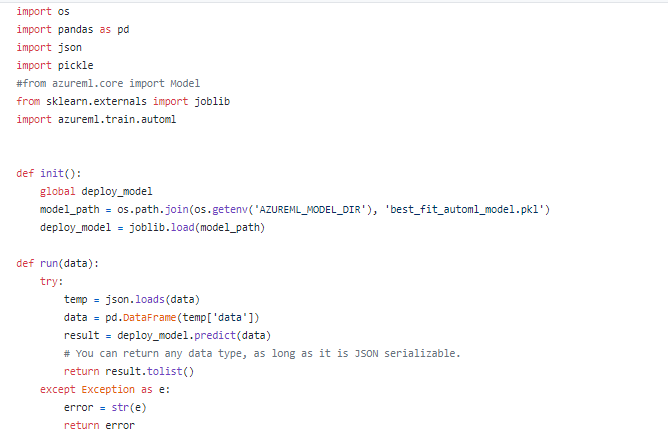 import os
import pandas as pd
import json
import pickle
#from azureml.core import Model
from sklearn.externals import joblib
import azureml.train.automl
def init():
    global deploy_model
    model_path = os.path.join(os.getenv('AZUREML_MODEL_DIR'), 'best_fit_automl_model.pkl')
    deploy_model = joblib.load(model_path)
def run(data):
    try:
        temp = json.loads(data)
        data = pd.DataFrame(temp['data'])
        result = deploy_model.predict(data)
        # You can return any data type, as long as it is JSON serializable.
        return result.tolist()
    except Exception as e:
        error = str(e)
        return error